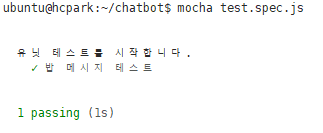 ubuntu@hcpark:~/chatbot$ mocha test.spec.js
유닛 테스트를 시작합니다.
✓ 밥 메시지 테스트
1 passing (1s)